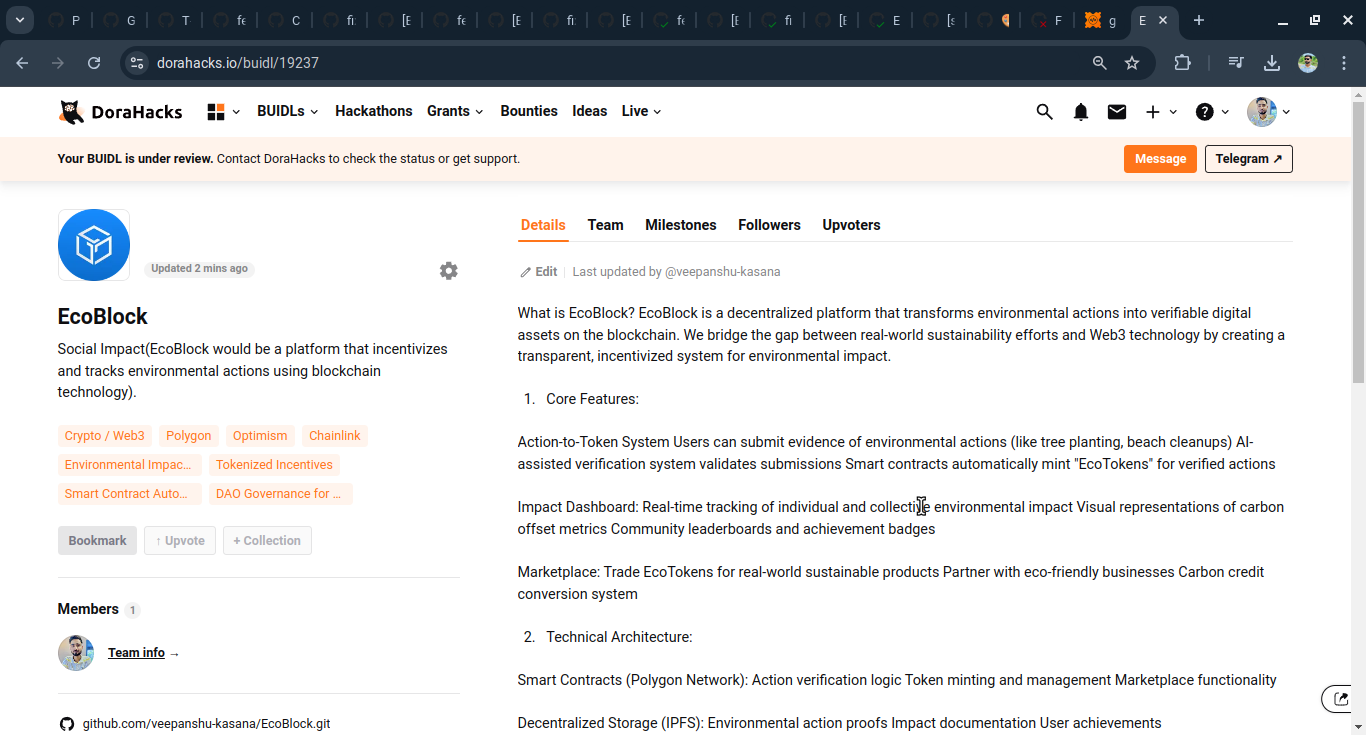 P G T fe C fi: [E fe [E fi: [E fe [E fi [E E [s F g E
dorahacks.io/buidl/19237
DoraHacks BUIDLs Hackathons Grants Bounties Ideas Live
Your BUIDL is under review. Contact DoraHacks to check the status or get support. Message Telegram ↗
Updated 2 mins ago
EcoBlock
Social Impact(EcoBlock would be a platform that incentivizes
and tracks environmental actions using blockchain
technology).
Crypto / Web3 Polygon Optimism Chainlink
Environmental Impac... Tokenized Incentives
Smart Contract Auto... DAO Governance for ...
Bookmark ↑ Upvote + Collection
Members 1
Team info →
github.com/veepanshu-kasana/EcoBlock.git
Details Team Milestones Followers Upvoters
Edit Last updated by @veepanshu-kasana
What is EcoBlock? EcoBlock is a decentralized platform that transforms environmental actions into verifiable digital
assets on the blockchain. We bridge the gap between real-world sustainability efforts and Web3 technology by creating a
transparent, incentivized system for environmental impact.
1. Core Features:
Action-to-Token System Users can submit evidence of environmental actions (like tree planting, beach cleanups) AI-
assisted verification system validates submissions Smart contracts automatically mint "EcoTokens" for verified actions
Impact Dashboard: Real-time tracking of individual and collective environmental impact Visual representations of carbon
offset metrics Community leaderboards and achievement badges
Marketplace: Trade EcoTokens for real-world sustainable products Partner with eco-friendly businesses Carbon credit
conversion system
2. Technical Architecture:
Smart Contracts (Polygon Network): Action verification logic Token minting and management Marketplace functionality
Decentralized Storage (IPFS): Environmental action proofs Impact documentation User achievements